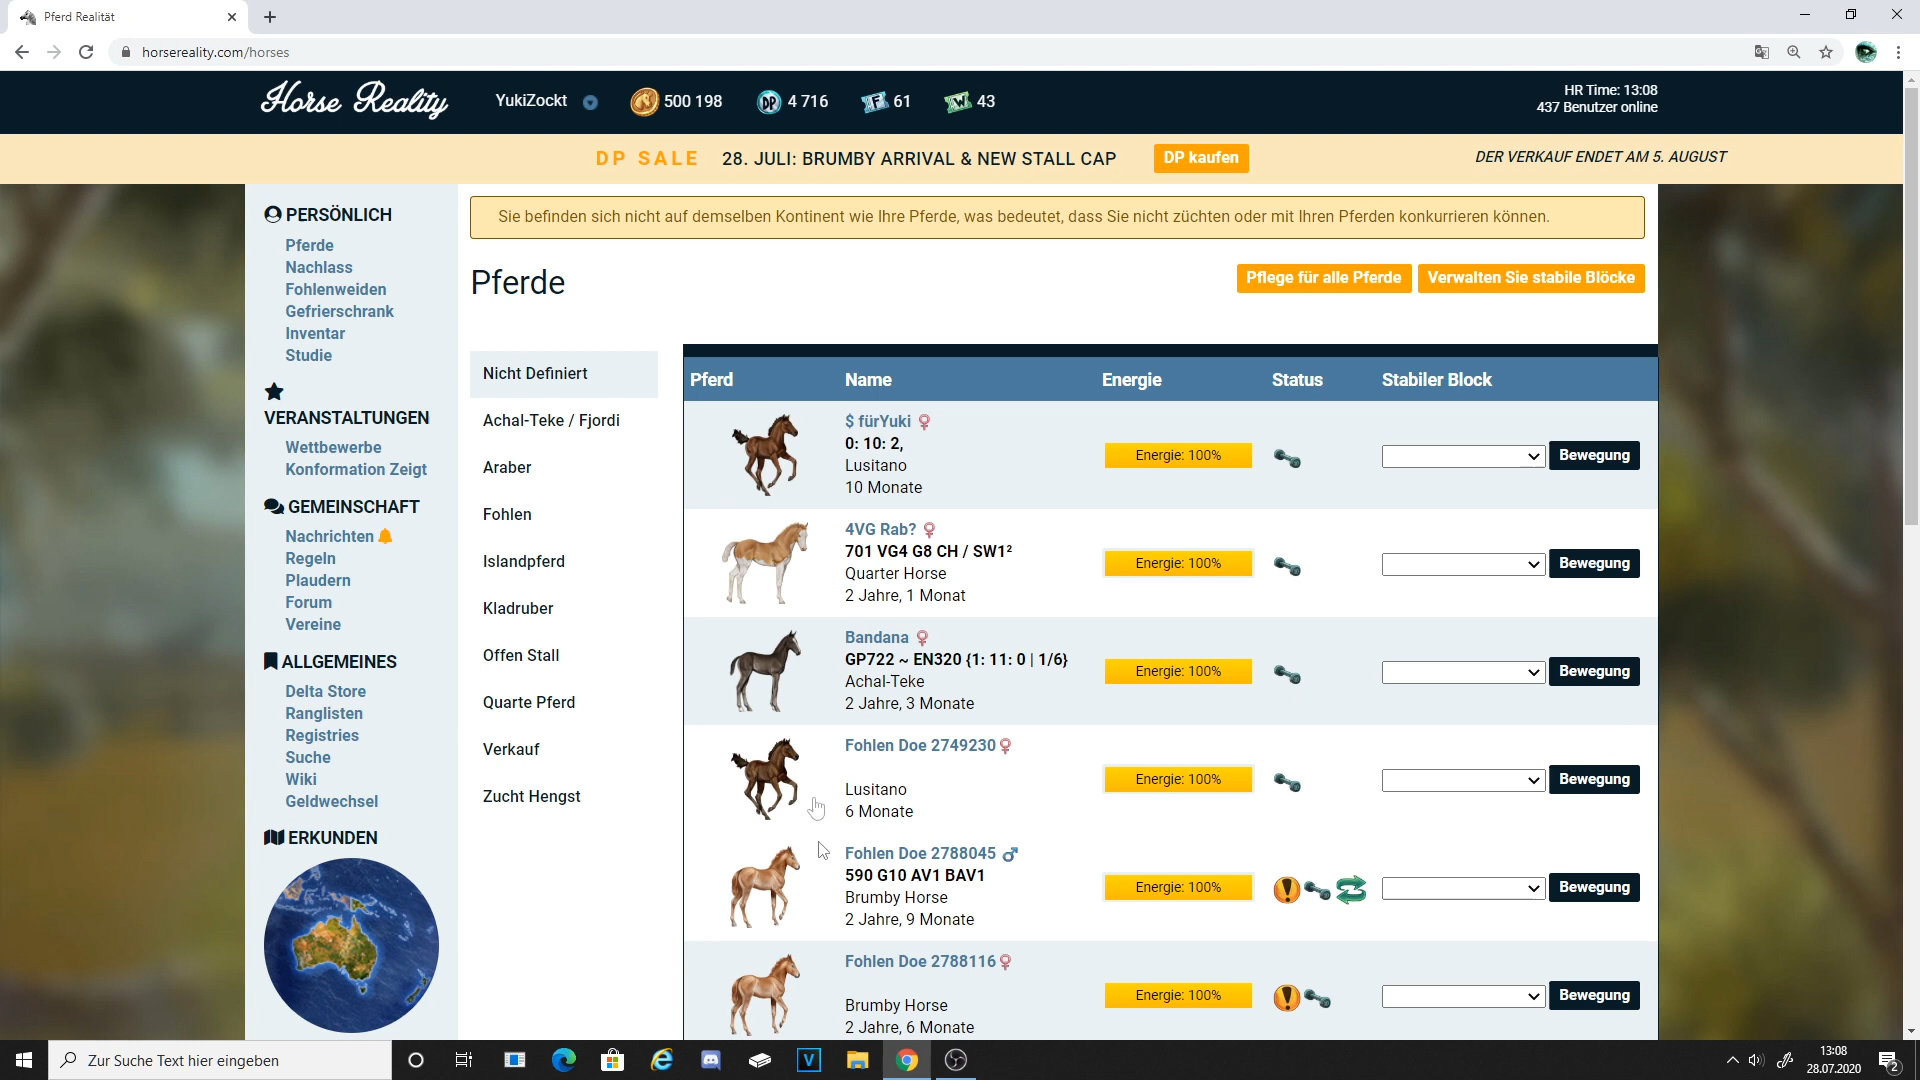 Pferd Realität
horsereality.com/horses
Horse Reality
YukiZockt
500 198
DP
4 716
F
61
W
43
HR Time: 13:08
437 Benutzer online
DP SALE
28. JULI: BRUMBY ARRIVAL & NEW STALL CAP
DP kaufen
DER VERKAUF ENDET AM 5. AUGUST
PERSÖNLICH
Pferde
Nachlass
Fohlenweiden
Gefrierschrank
Inventar
Studie
VERANSTALTUNGEN
Wettbewerbe
Konformation Zeigt
GEMEINSCHAFT
Nachrichten
Regeln
Plaudern
Forum
Vereine
ALLGEMEINES
Delta Store
Ranglisten
Registries
Suche
Wiki
Geldwechsel
ERKUNDEN
Sie befinden sich nicht auf demselben Kontinent wie Ihre Pferde, was bedeutet, dass Sie nicht züchten oder mit Ihren Pferden konkurrieren können.
Pferde
Pflege für alle Pferde
Verwalten Sie stabile Blöcke
Nicht Definiert
Achal-Teke / Fjordi
Araber
Fohlen
Islandpferd
Kladruber
Offen Stall
Quarte Pferd
Verkauf
Zucht Hengst
Pferd Name Energie Status Stabiler Block
$ fürYuki ♀
0: 10: 2,
Lusitano
10 Monate
Energie: 100%
Bewegung
4VG Rab? ♀
701 VG4 G8 CH / SW1²
Quarter Horse
2 Jahre, 1 Monat
Energie: 100%
Bewegung
Bandana ♀
GP722 ~ EN320 {1: 11: 0 | 1/6}
Achal-Teke
2 Jahre, 3 Monate
Energie: 100%
Bewegung
Fohlen Doe 2749230 ♀
Lusitano
6 Monate
Energie: 100%
Bewegung
Fohlen Doe 2788045 ♂
590 G10 AV1 BAV1
Brumby Horse
2 Jahre, 9 Monate
Energie: 100%
Bewegung
Fohlen Doe 2788116 ♀
Brumby Horse
2 Jahre, 6 Monate
Energie: 100%
Bewegung
Zur Suche Text hier eingeben
V
13:08
28.07.2020
2